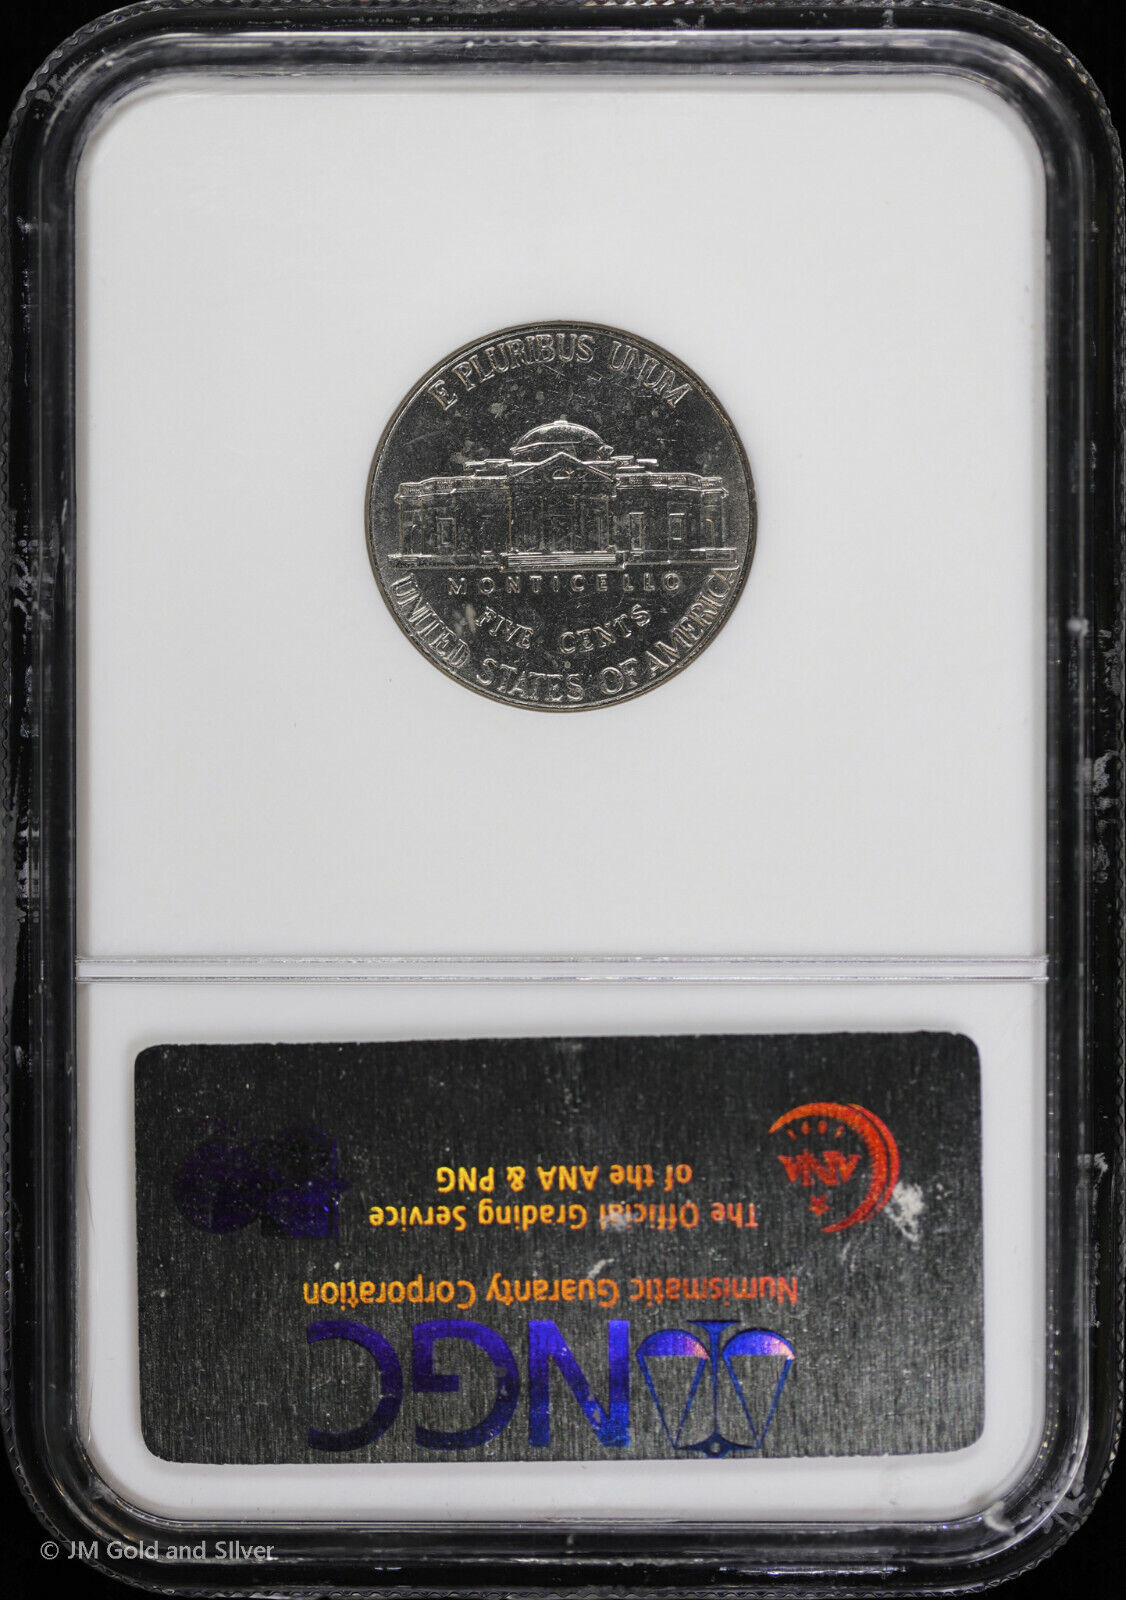 E PLURIBUS UNUM
MONTICELLO
FIVE CENTS
UNITED STATES OF AMERICA
NGC
Numismatic Guaranty Corporation
The Official Grading Service
of the ANA & PNG
ANA
1891
© JM Gold and Silver